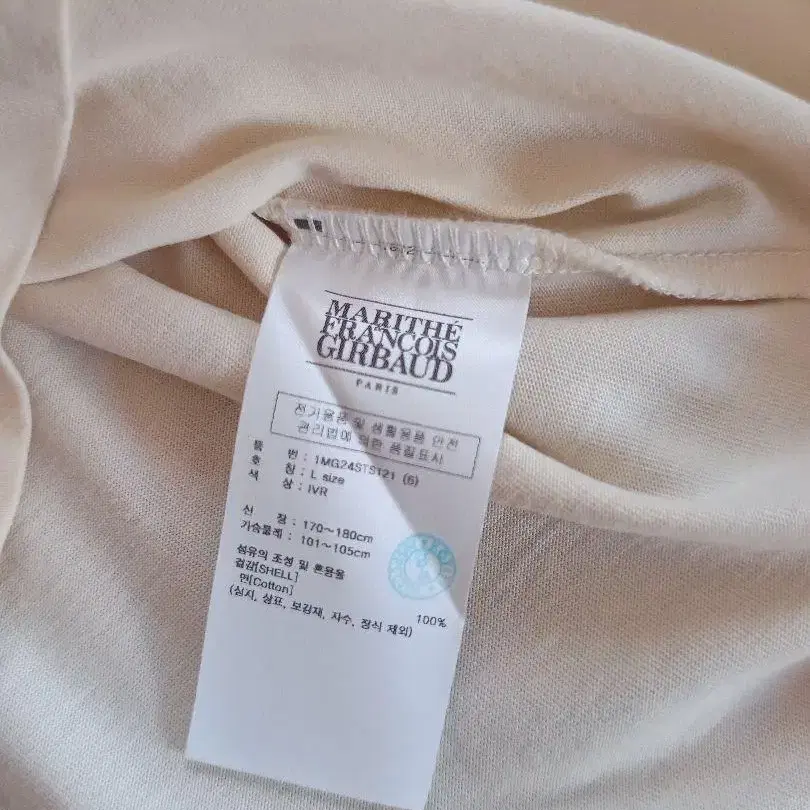 MARITHÉ
FRANCOIS
GIRBAUD
PARIS
전기용품 및 생활용품 안전
관리법에 의한 품질표시
품 번 : 1MG24STS121 (6)
호 칭 : L size
색 상 : IVR
신 장 : 170~180cm
가슴둘레 : 101~105cm
섬유의 조성 및 혼용율
겉감[SHELL]
면[Cotton] 100%
(심지, 상표, 보강재, 자수, 장식 제외)